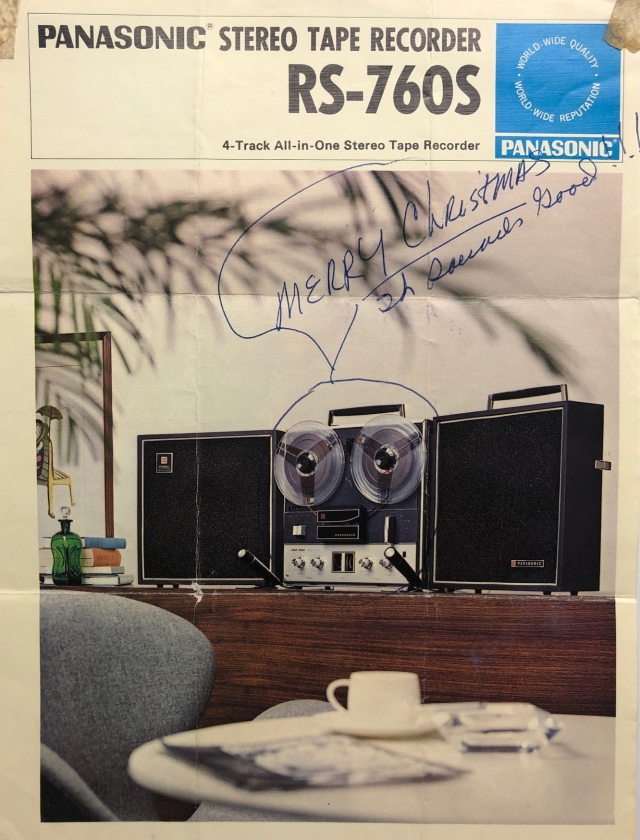 PANASONIC® STEREO TAPE RECORDER
RS-760S
4-Track All-in-One Stereo Tape Recorder
WORLD-WIDE QUALITY
WORLD-WIDE REPUTATION
PANASONIC®
MERRY CHRISTMAS
It Sounds Good !!
PANASONIC
PANASONIC